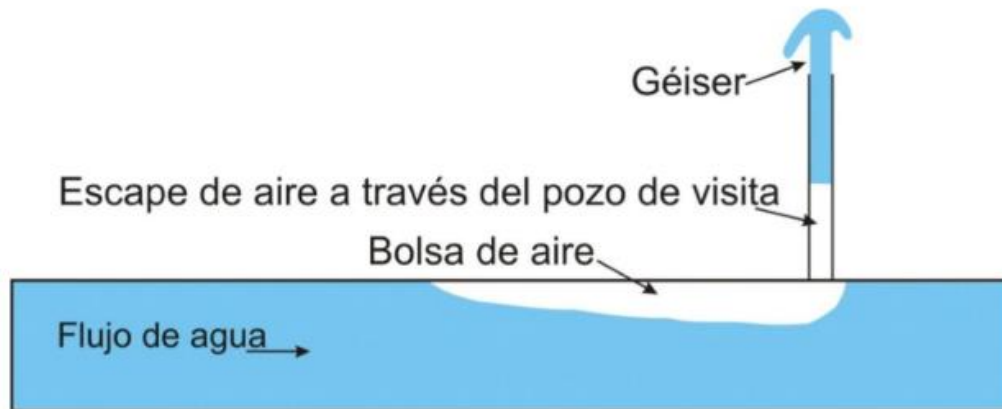 Géiser
Escape de aire a través del pozo de visita
Bolsa de aire
Flujo de agua